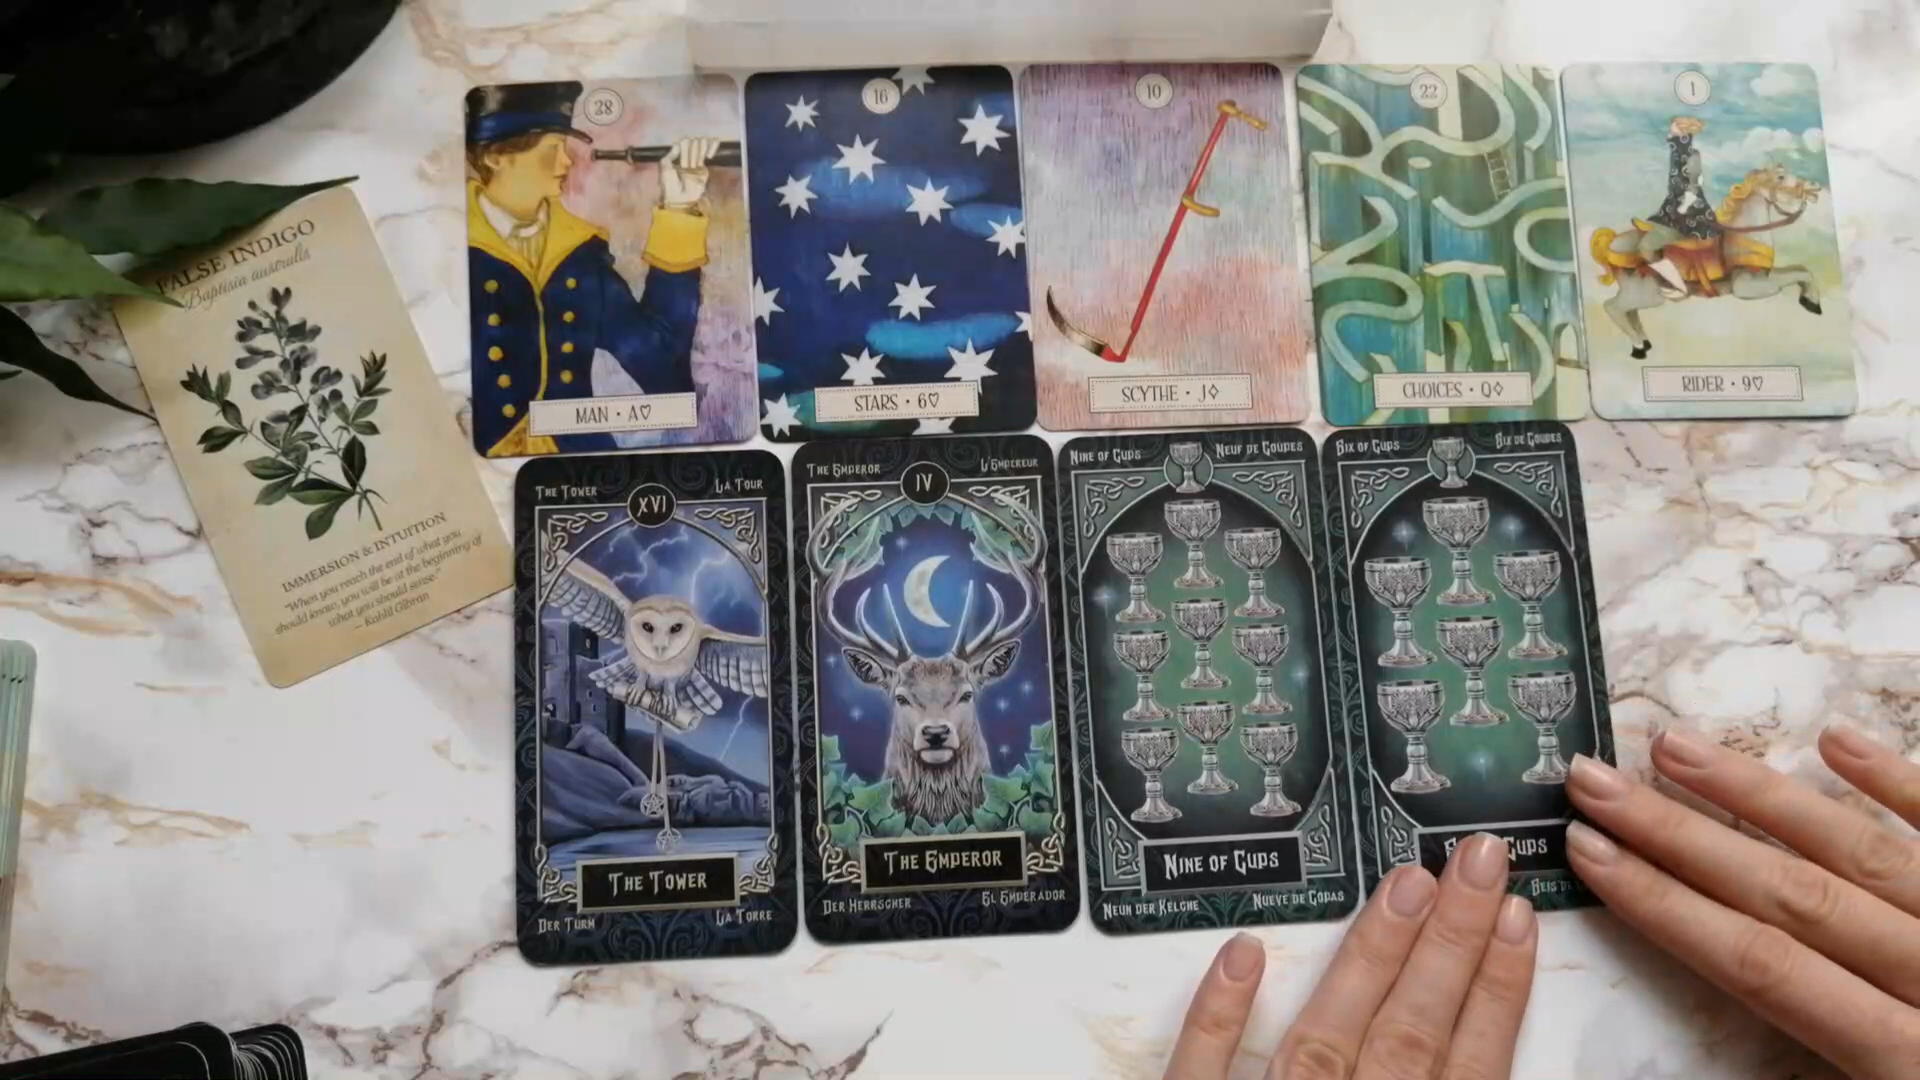 FALSE INDIGO
Baptisia australis
IMMERSION & INTUITION
"When you reach the end of what you
should know, you will be at the beginning of
what you should sense."
– Kahlil Gibran
28
MAN • A♡
16
STARS • 6♡
10
SCYTHE • J♢
22
CHOICES • Q♢
1
RIDER • 9♡
THE TOWER
LA TOUR
XVI
THE TOWER
DER TURM
LA TORRE
THE EMPEROR
L'EMPEREUR
IV
THE EMPEROR
DER HERRSCHER
EL EMPERADOR
NINE OF CUPS
NEUF DE COUPES
NINE OF CUPS
NEUN DER KELCHE
NUEVE DE COPAS
SIX OF CUPS
SIX DE COUPES
CUPS
SEIS DE